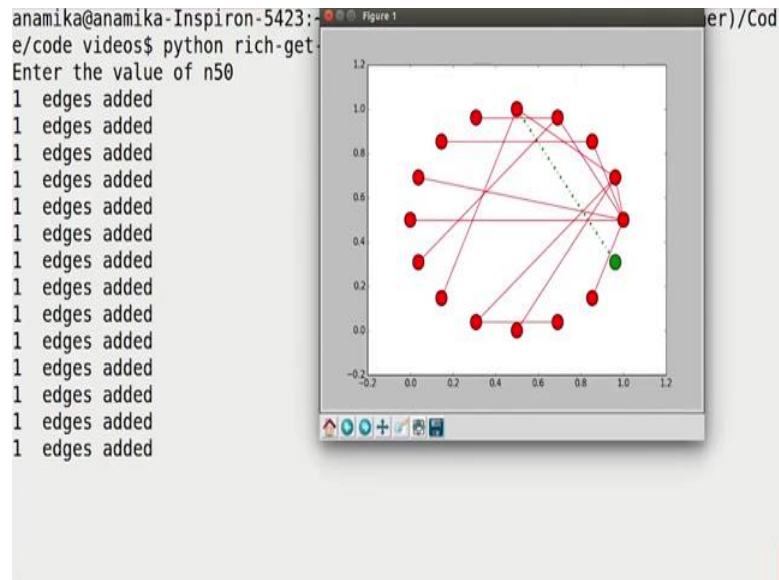 anamika@anamika-Inspiron-5423:~ er)/Cod
e/code videos$ python rich-get-
Enter the value of n50
1 edges added
1 edges added
1 edges added
1 edges added
1 edges added
1 edges added
1 edges added
1 edges added
1 edges added
1 edges added
1 edges added
1 edges added
1 edges added
1 edges added
Figure 1
1.2
1.0
0.8
0.6
0.4
0.2
0.0
−0.2
−0.2 0.0 0.2 0.4 0.6 0.8 1.0 1.2